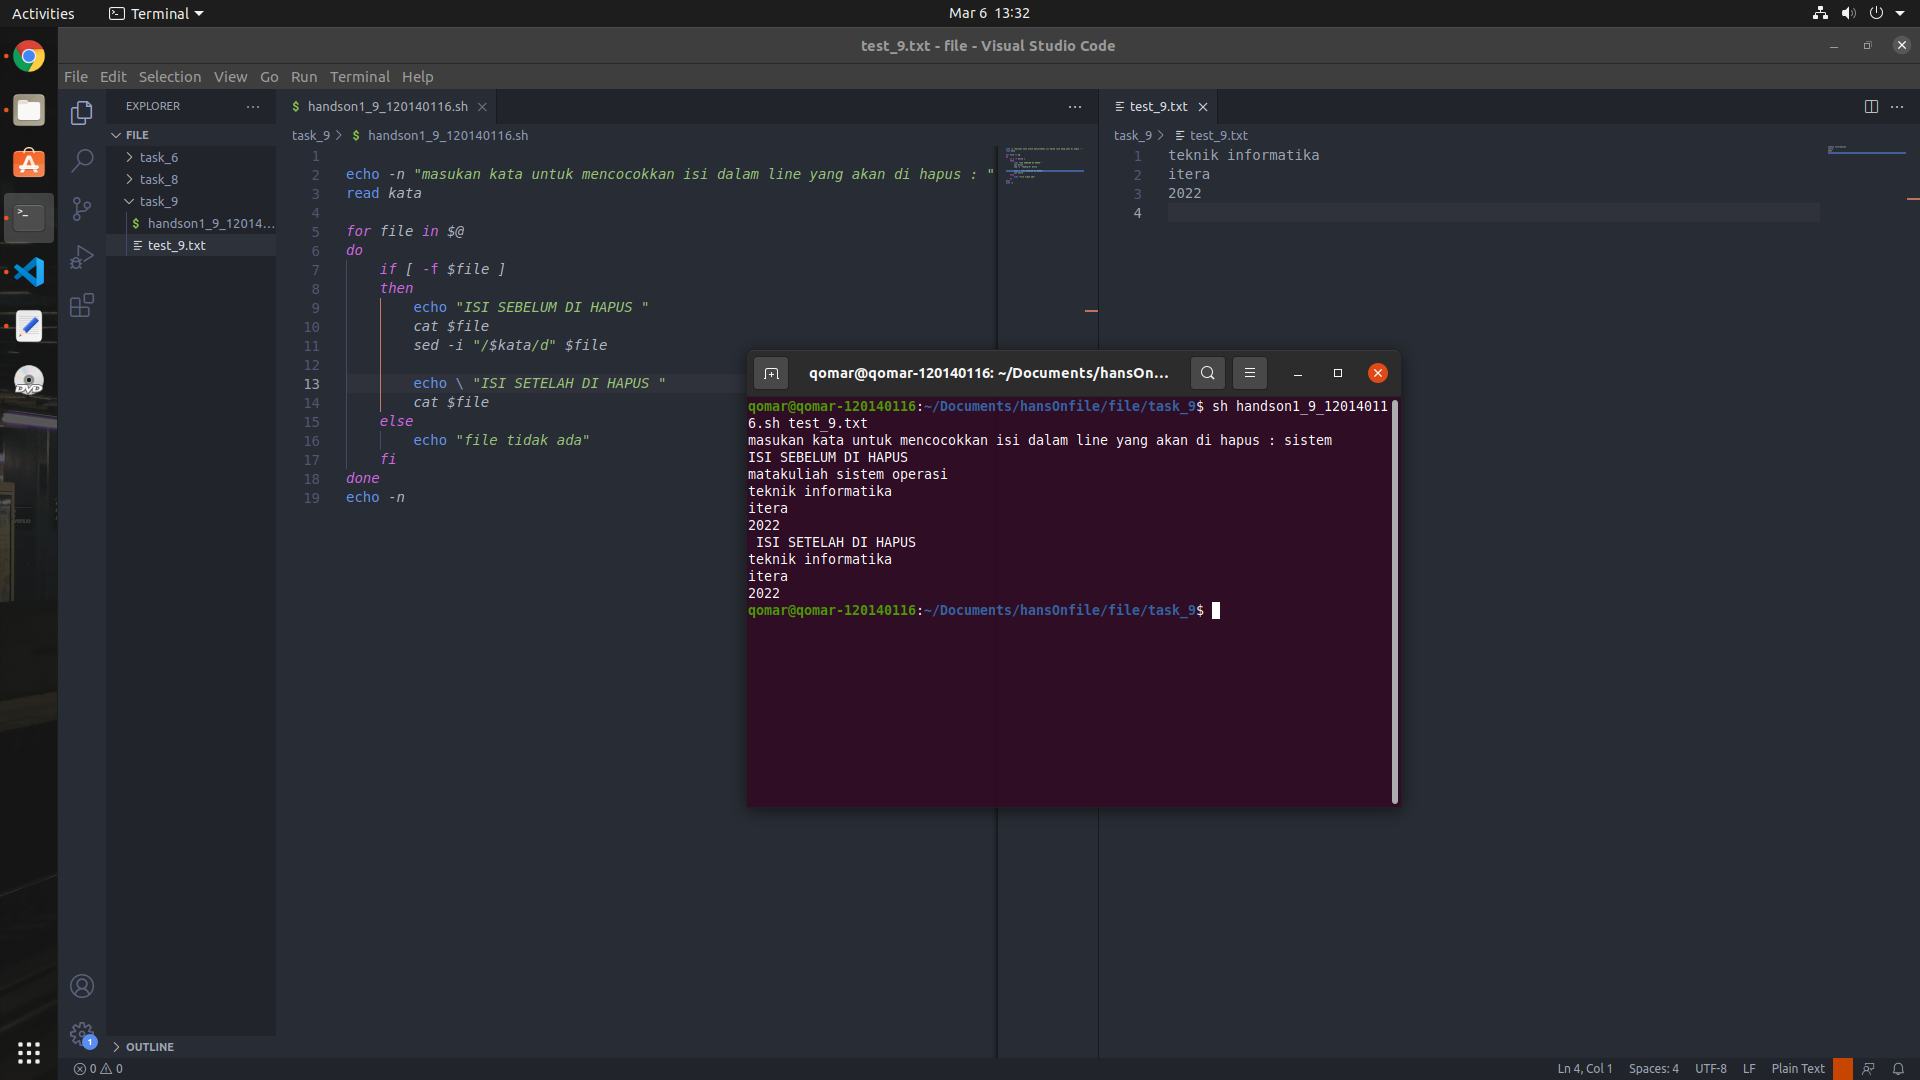 Activities
Terminal
Mar 6 13:32
test_9.txt - file - Visual Studio Code
File Edit Selection View Go Run Terminal Help
EXPLORER
FILE
task_6
task_8
task_9
handson1_9_12014...
test_9.txt
OUTLINE
$ handson1_9_120140116.sh
task_9 > $ handson1_9_120140116.sh
1
2 echo -n "masukan kata untuk mencocokkan isi dalam line yang akan di hapus : "
3 read kata
4
5 for file in $@
6 do
7 if [ -f $file ]
8 then
9 echo "ISI SEBELUM DI HAPUS "
10 cat $file
11 sed -i "/$kata/d" $file
12
13 echo \ "ISI SETELAH DI HAPUS "
14 cat $file
15 else
16 echo "file tidak ada"
17 fi
18 done
19 echo -n
test_9.txt
task_9 > test_9.txt
1 teknik informatika
2 itera
3 2022
4
qomar@qomar-120140116: ~/Documents/hansOn...
qomar@qomar-120140116:~/Documents/hansOnfile/file/task_9$ sh handson1_9_12014011
6.sh test_9.txt
masukan kata untuk mencocokkan isi dalam line yang akan di hapus : sistem
ISI SEBELUM DI HAPUS
matakuliah sistem operasi
teknik informatika
itera
2022
ISI SETELAH DI HAPUS
teknik informatika
itera
2022
qomar@qomar-120140116:~/Documents/hansOnfile/file/task_9$
1
0 0
Ln 4, Col 1 Spaces: 4 UTF-8 LF Plain Text